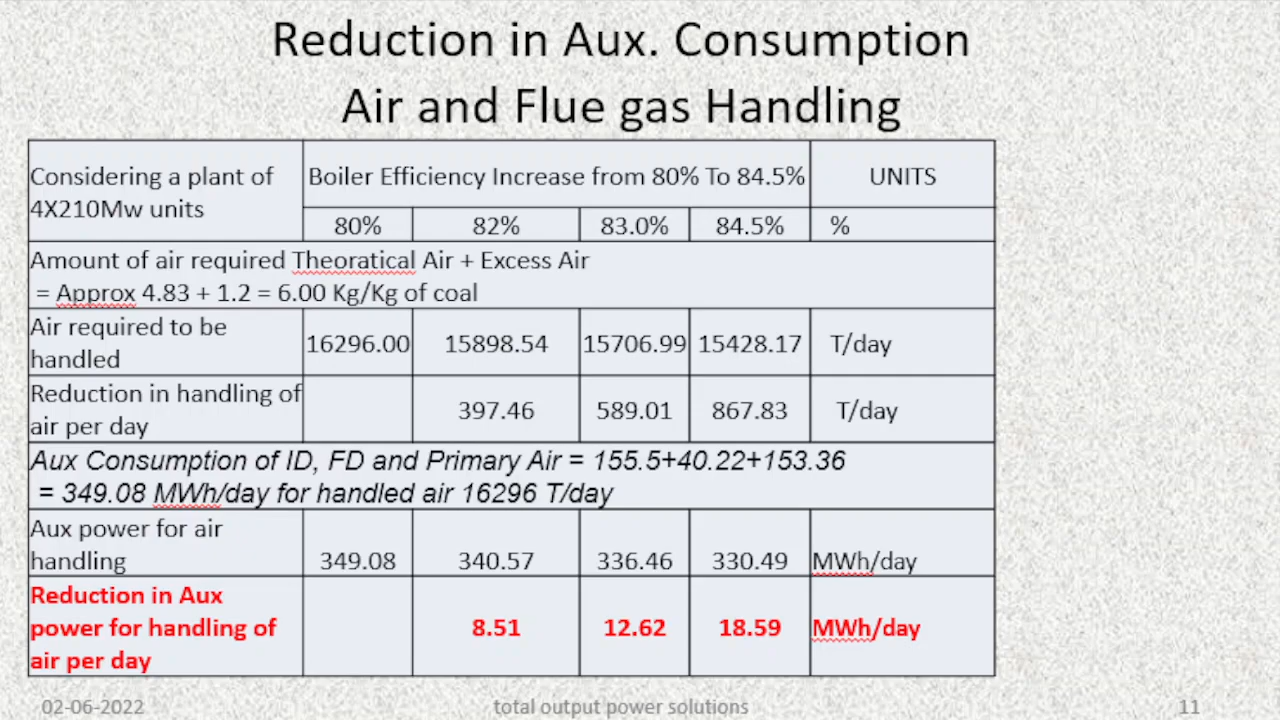 Reduction in Aux. Consumption
Air and Flue gas Handling
Considering a plant of
4X210Mw units
Boiler Efficiency Increase from 80% To 84.5%
UNITS
80% 82% 83.0% 84.5% %
Amount of air required Theoratical Air + Excess Air
= Approx 4.83 + 1.2 = 6.00 Kg/Kg of coal
Air required to be
handled
16296.00 15898.54 15706.99 15428.17 T/day
Reduction in handling of
air per day
397.46 589.01 867.83 T/day
Aux Consumption of ID, FD and Primary Air = 155.5+40.22+153.36
= 349.08 MWh/day for handled air 16296 T/day
Aux power for air
handling
349.08 340.57 336.46 330.49 MWh/day
Reduction in Aux
power for handling of
air per day
8.51 12.62 18.59 MWh/day
02-06-2022 total output power solutions 11